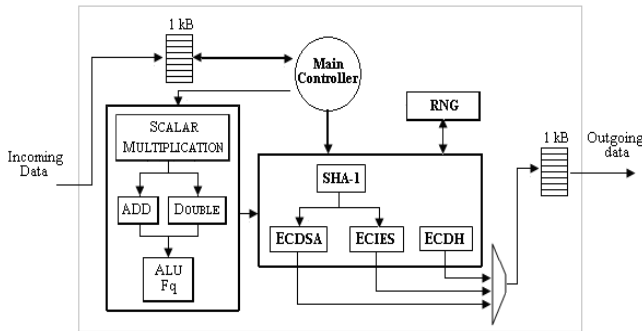 1 kB
Main
Controller
RNG
1 kB
Outgoing
data
Incoming
Data
SCALAR
MULTIPLICATION
ADD
DOUBLE
ALU
Fq
SHA-1
ECDSA
ECIES
ECDH